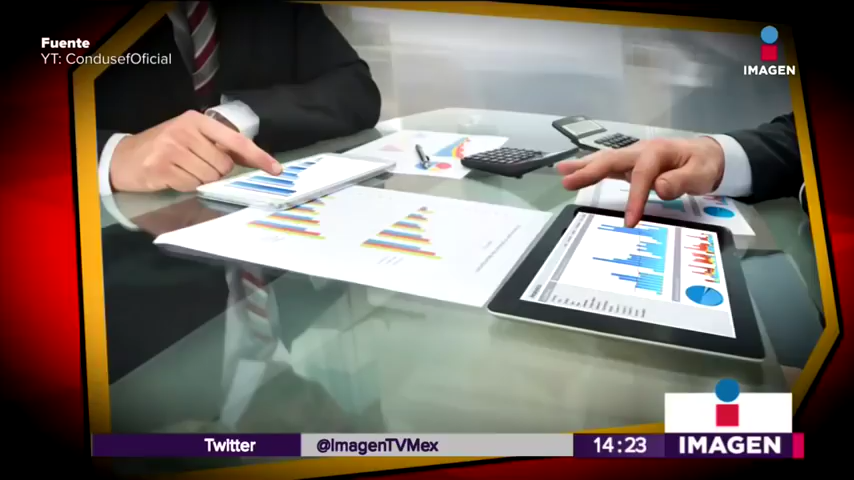 Fuente
YT: CondusefOficial
IMAGEN
Twitter
@ImagenTVMex
14:23
IMAGEN